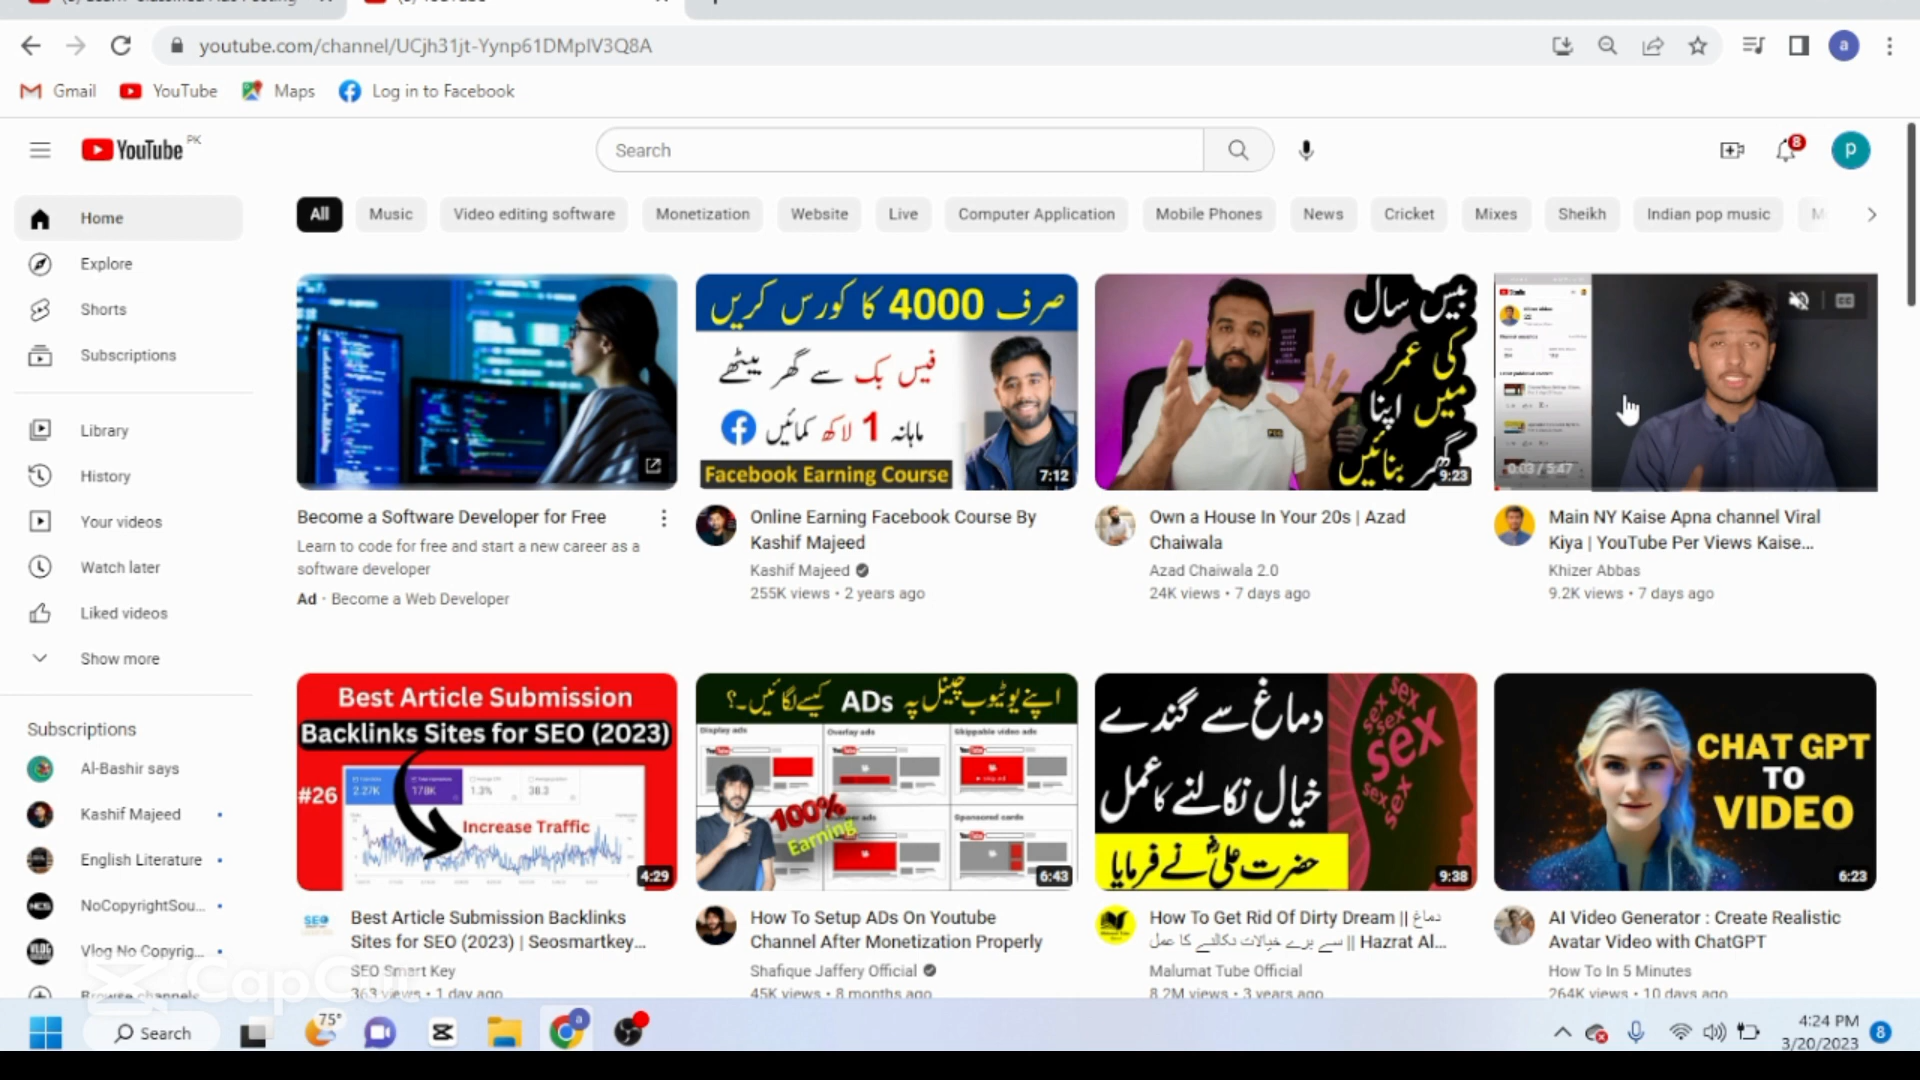 youtube.com/channel/UCjh31jt-Yynp61DMplV3Q8A
a
Gmail
YouTube
Maps
Log in to Facebook
YouTube PK
Search
8
p
Home
Explore
Shorts
Subscriptions
Library
History
Your videos
Watch later
Liked videos
Show more
Subscriptions
Al-Bashir says
Kashif Majeed
English Literature
NoCopyrightSou...
Vlog No Copyrig...
Browse channels
All
Music
Video editing software
Monetization
Website
Live
Computer Application
Mobile Phones
News
Cricket
Mixes
Sheikh
Indian pop music
Become a Software Developer for Free
Learn to code for free and start a new career as a
software developer
Ad · Become a Web Developer
صرف 4000 کا کورس کریں
فیس بک سے گھر بیٹھے
ماہانہ 1 لاکھ کمائیں
Facebook Earning Course
7:12
Online Earning Facebook Course By
Kashif Majeed
Kashif Majeed
255K views • 2 years ago
بیس سال
کی عمر
میں اپنا
گھر بنائیں
9:23
Own a House In Your 20s | Azad
Chaiwala
Azad Chaiwala 2.0
24K views • 7 days ago
0:03 / 5:47
Main NY Kaise Apna channel Viral
Kiya | YouTube Per Views Kaise...
Khizer Abbas
9.2K views • 7 days ago
Best Article Submission
Backlinks Sites for SEO (2023)
#26
2.27K
178K
1.3%
38.3
Increase Traffic
4:29
SEO
Best Article Submission Backlinks
Sites for SEO (2023) | Seosmartkey...
SEO Smart Key
363 views • 1 day ago
اپنے یوٹیوب چینل پہ ADs کیسے لگائیں۔؟
Display ads
Overlay ads
Skippable video ads
Sponsored cards
100%
Earning
6:43
How To Setup ADs On Youtube
Channel After Monetization Properly
Shafique Jaffery Official
45K views • 8 months ago
دماغ سے گندے
خیال نکالنے کا عمل
حضرت علیؓ نے فرمایا
sex
sex
sex
sex
sex
9:38
How To Get Rid Of Dirty Dream || دماغ
سے برے خیالات نکالنے کا عمل || Hazrat Al...
Malumat Tube Official
8.2M views • 3 years ago
CHAT GPT
TO
VIDEO
6:23
AI Video Generator : Create Realistic
Avatar Video with ChatGPT
How To In 5 Minutes
264K views • 10 days ago
CapCut
Search
75°
a
4:24 PM
3/20/2023
8